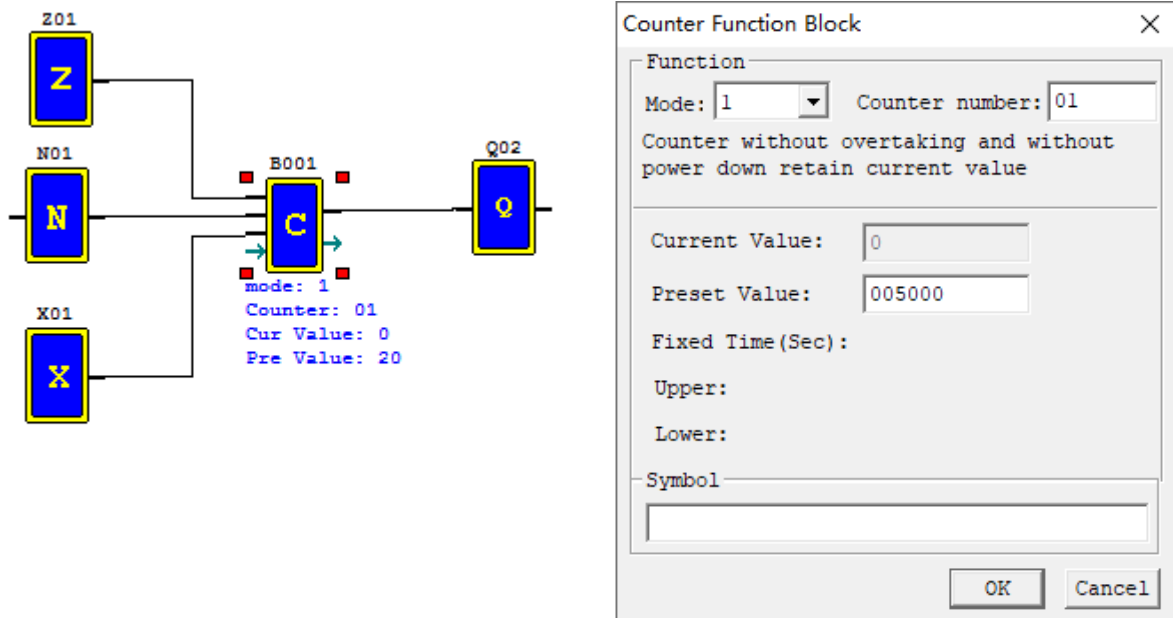 Z01
Z
N01
N
X01
X
B001
C
mode: 1
Counter: 01
Cur Value: 0
Pre Value: 20
Q02
Q
Counter Function Block
Function
Mode: 1 Counter number: 01
Counter without overtaking and without
power down retain current value
Current Value: 0
Preset Value: 005000
Fixed Time(Sec):
Upper:
Lower:
Symbol
OK Cancel